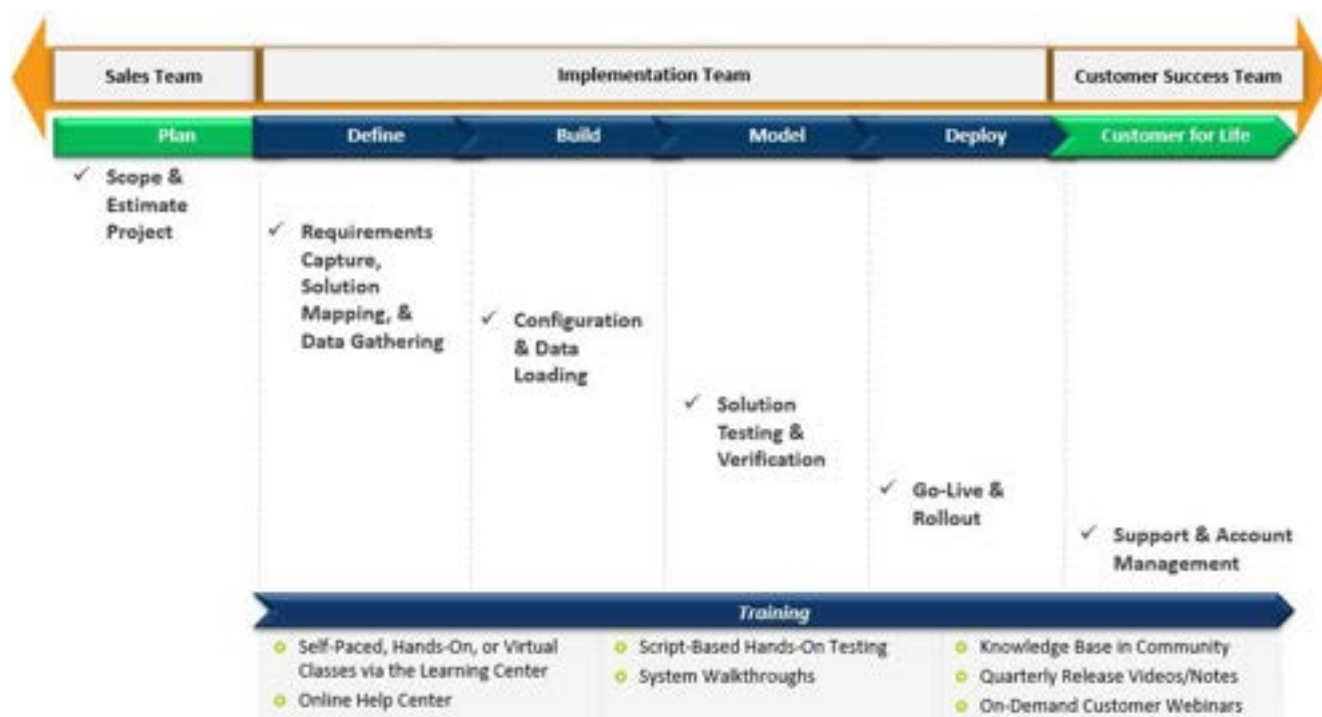 Sales Team
Implementation Team
Customer Success Team
Plan
Define
Build
Model
Deploy
Customer for Life
✓ Scope &
Estimate
Project
✓ Requirements
Capture,
Solution
Mapping, &
Data Gathering
✓ Configuration
& Data
Loading
✓ Solution
Testing &
Verification
✓ Go-Live &
Rollout
✓ Support & Account
Management
Training
Self-Paced, Hands-On, or Virtual
Classes via the Learning Center
Online Help Center
Script-Based Hands-On Testing
System Walkthroughs
Knowledge Base in Community
Quarterly Release Videos/Notes
On-Demand Customer Webinars